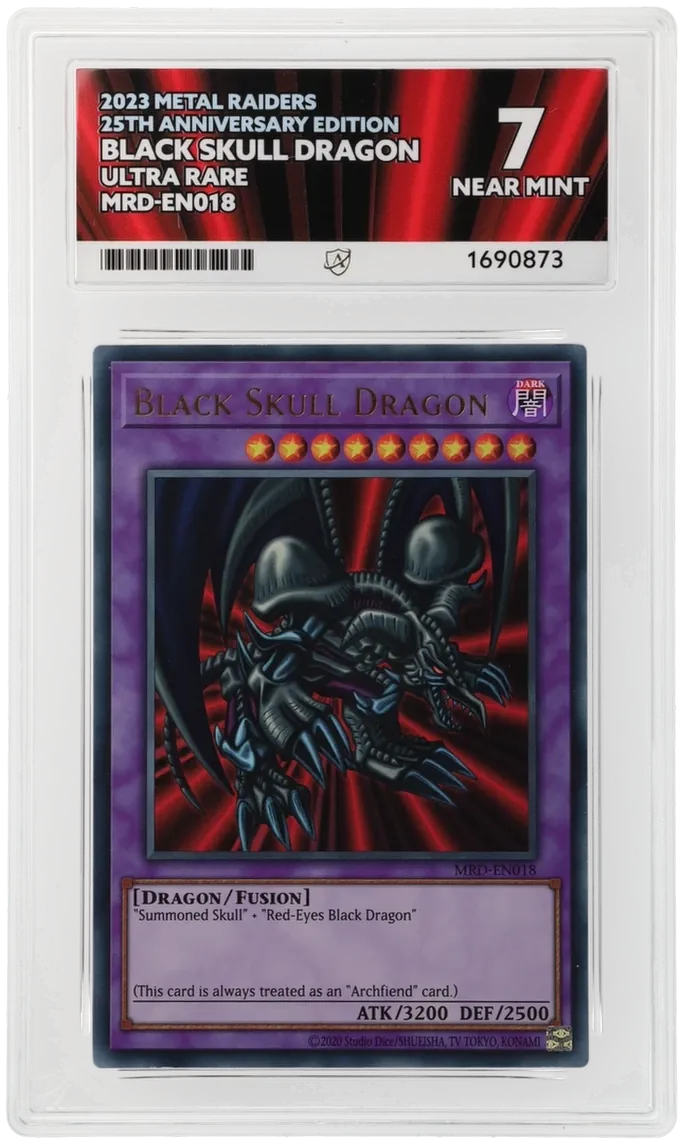 2023 METAL RAIDERS
25TH ANNIVERSARY EDITION
BLACK SKULL DRAGON
ULTRA RARE
MRD-EN018
7
NEAR MINT
1690873
BLACK SKULL DRAGON
DARK
闇
MRD-EN018
[DRAGON/FUSION]
"Summoned Skull" + "Red-Eyes Black Dragon"
(This card is always treated as an "Archfiend" card.)
ATK/3200 DEF/2500
©2020 Studio Dice/SHUEISHA, TV TOKYO, KONAMI